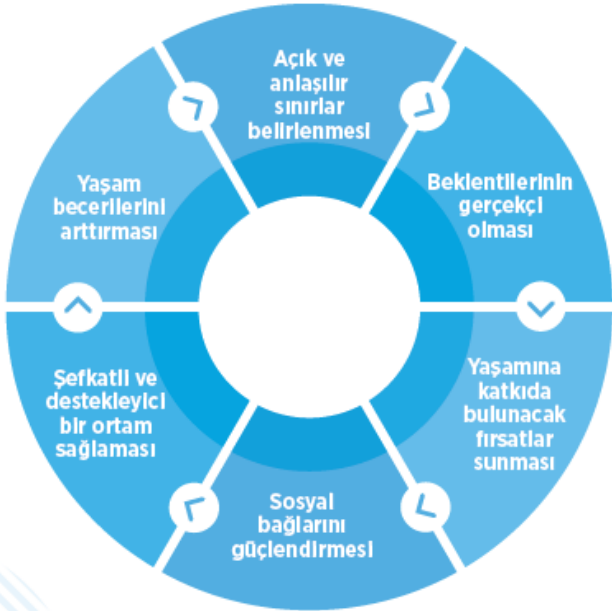 Açık ve
anlaşılır
sınırlar
belirlenmesi
Beklentilerinin
gerçekçi
olması
Yaşamına
katkıda
bulunacak
fırsatlar
sunması
Sosyal
bağlarını
güçlendirmesi
Şefkatli ve
destekleyici
bir ortam
sağlaması
Yaşam
becerilerini
arttırması